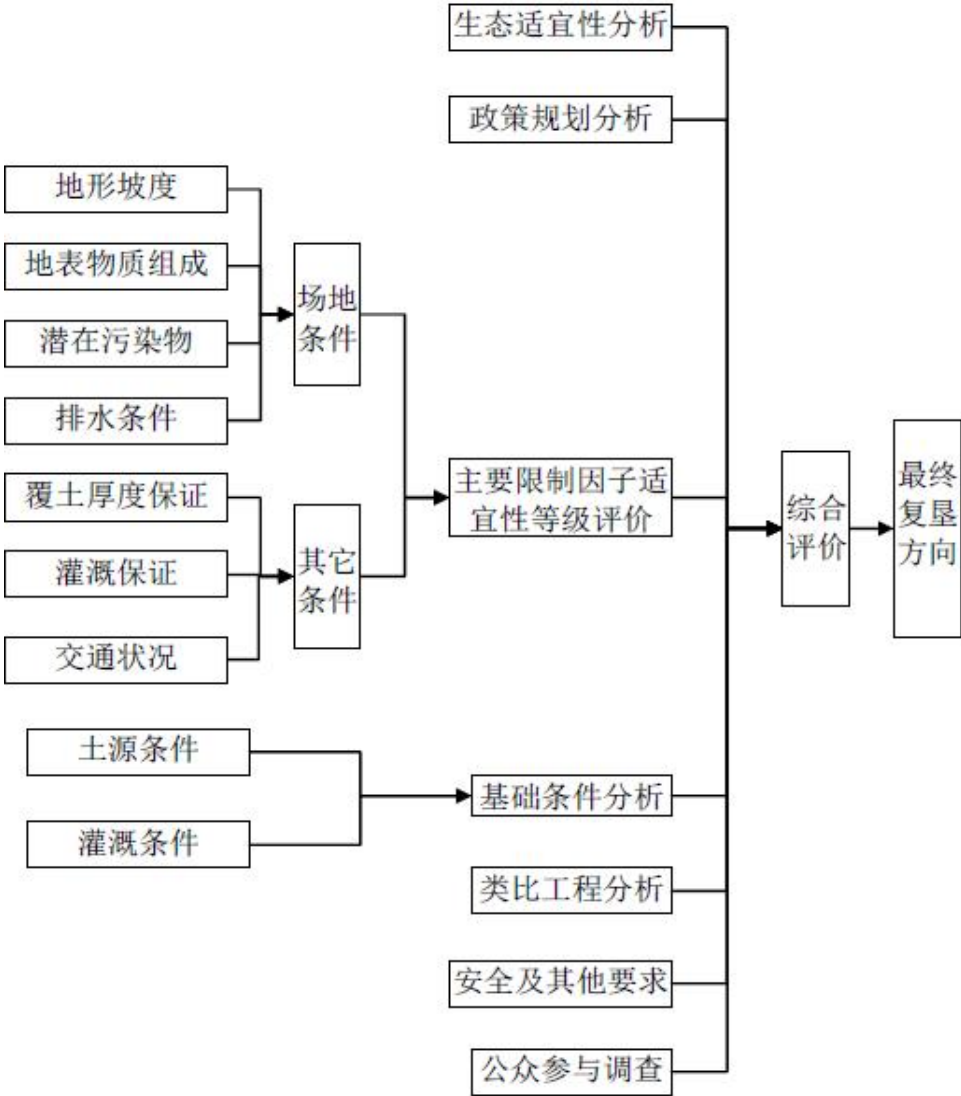 生态适宜性分析
政策规划分析
地形坡度
地表物质组成
潜在污染物
排水条件
场地
条件
覆土厚度保证
灌溉保证
交通状况
其它
条件
主要限制因子适
宜性等级评价
土源条件
灌溉条件
基础条件分析
类比工程分析
安全及其他要求
公众参与调查
综合
评价
最终
复垦
方向